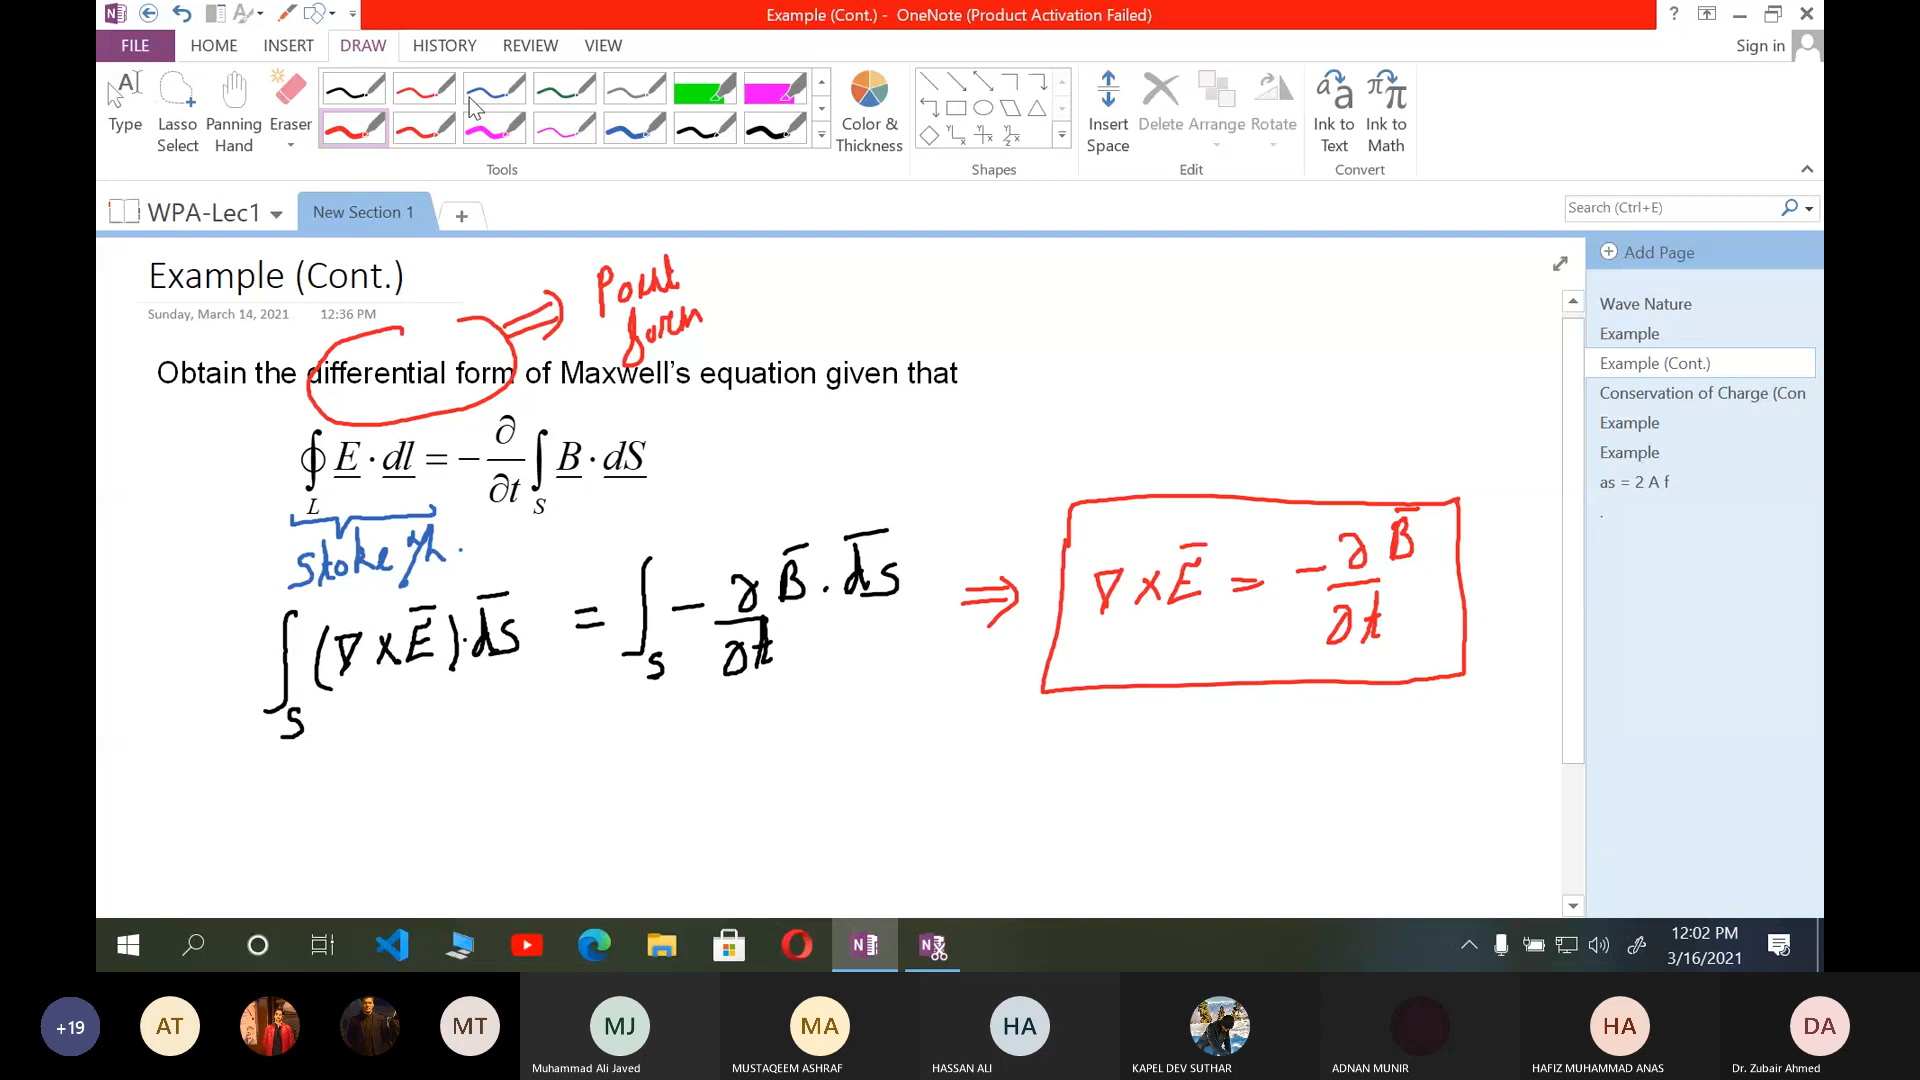 Example (Cont.) - OneNote (Product Activation Failed)
FILE HOME INSERT DRAW HISTORY REVIEW VIEW
Sign in
Type
Lasso Select
Panning Hand
Eraser
Color & Thickness
Insert Space
Delete
Arrange
Rotate
Ink to Text
Ink to Math
Tools
Shapes
Edit
Convert
WPA-Lec1
New Section 1
Search (Ctrl+E)
Add Page
Wave Nature
Example
Example (Cont.)
Conservation of Charge (Con
Example
Example
as = 2 A f
.
Example (Cont.)
Sunday, March 14, 2021 12:36 PM
Point
form
Obtain the differential form of Maxwell's equation given that
∮_L E · dl = − ∂/∂t ∫_S B · dS
Stoke Th.
∫_S (∇ × E̅) · d̅s̅ = ∫_S − ∂/∂t B̅ · d̅s̅ ⇒ ∇ × E̅ = − ∂B̅/∂t
12:02 PM
3/16/2021
+19
AT
MT
MJ
MA
HA
HA
DA
Muhammad Ali Javed
MUSTAQEEM ASHRAF
HASSAN ALI
KAPEL DEV SUTHAR
ADNAN MUNIR
HAFIZ MUHAMMAD ANAS
Dr. Zubair Ahmed